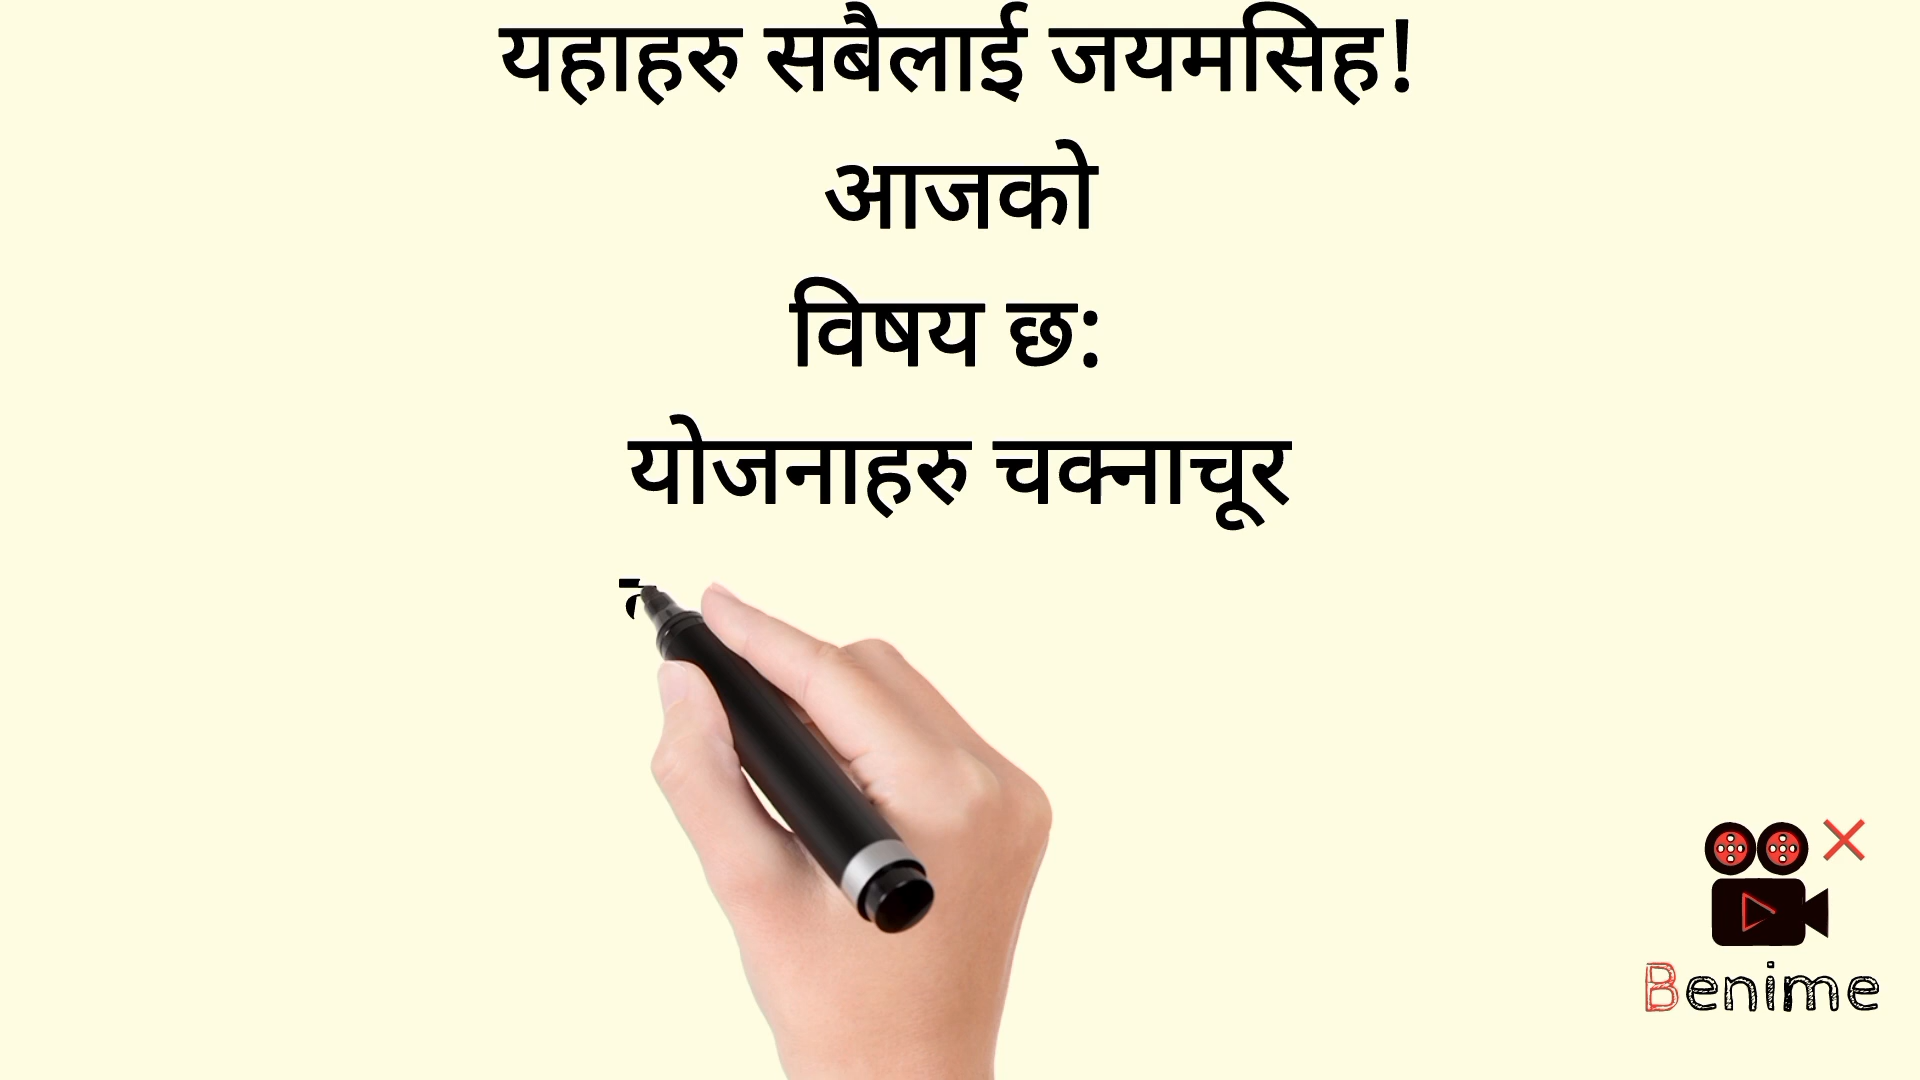 यहाहरु सबैलाई जयमसिह!
आजको
विषय छ:
योजनाहरु चक्नाचूर
Benime